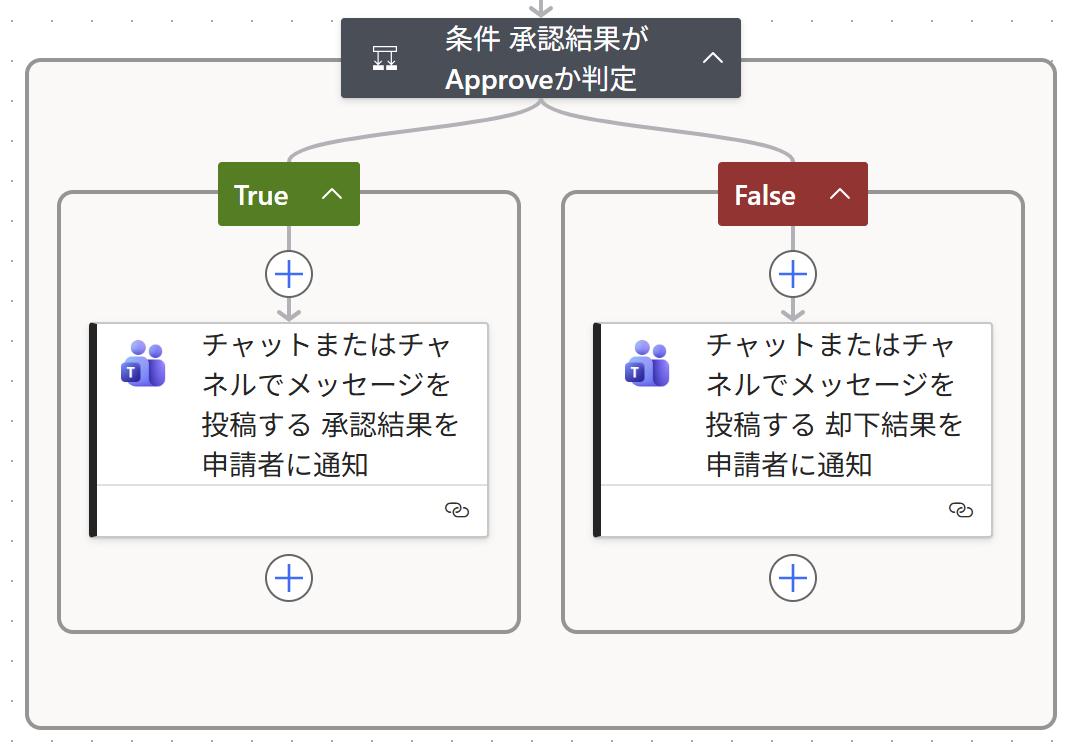 条件 承認結果が
Approveか判定
True
False
チャットまたはチャ
ネルでメッセージを
投稿する 承認結果を
申請者に通知
チャットまたはチャ
ネルでメッセージを
投稿する 却下結果を
申請者に通知
T
T